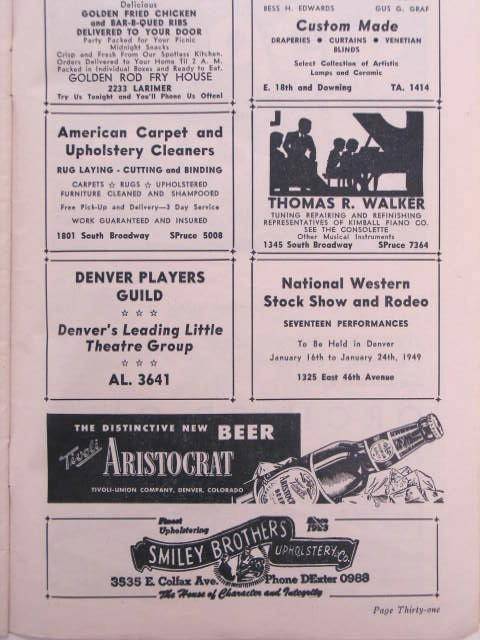 Delicious
GOLDEN FRIED CHICKEN
and BAR-B-QUED RIBS
DELIVERED TO YOUR DOOR
Party Packed for Your Picnic
Midnight Snacks
Crisp and Fresh From Our Spotless Kitchen.
Orders Delivered to Your Home Til 2 A. M.
Packed in Individual Boxes and Ready to Eat.
GOLDEN ROD FRY HOUSE
2233 LARIMER
Try Us Tonight and You'll Phone Us Often!
BESS H. EDWARDS GUS G. GRAF
Custom Made
DRAPERIES • CURTAINS • VENETIAN
BLINDS
Select Collection of Artistic
Lamps and Ceramic
E. 18th and Downing TA. 1414
American Carpet and
Upholstery Cleaners
RUG LAYING - CUTTING and BINDING
CARPETS ☆ RUGS ☆ UPHOLSTERED
FURNITURE CLEANED AND SHAMPOOED
Free Pick-Up and Delivery—3 Day Service
WORK GUARANTEED AND INSURED
1801 South Broadway SPruce 5008
THOMAS R. WALKER
TUNING REPAIRING AND REFINISHING
REPRESENTATIVES OF KIMBALL PIANO CO.
SEE THE CONSOLETTE
Other Musical Instruments
1345 South Broadway SPruce 7364
DENVER PLAYERS
GUILD
☆ ☆ ☆
Denver's Leading Little
Theatre Group
☆ ☆ ☆
AL. 3641
National Western
Stock Show and Rodeo
SEVENTEEN PERFORMANCES
To Be Held in Denver
January 16th to January 24th, 1949
1325 East 46th Avenue
THE DISTINCTIVE NEW BEER
Tivoli ARISTOCRAT
TIVOLI-UNION COMPANY, DENVER, COLORADO
Finest
Upholstering
Since
1923
SMILEY BROTHERS
UPHOLSTERY Co.
3535 E. Colfax Ave. Phone DExter 0988
The House of Character and Integrity
Page Thirty-one